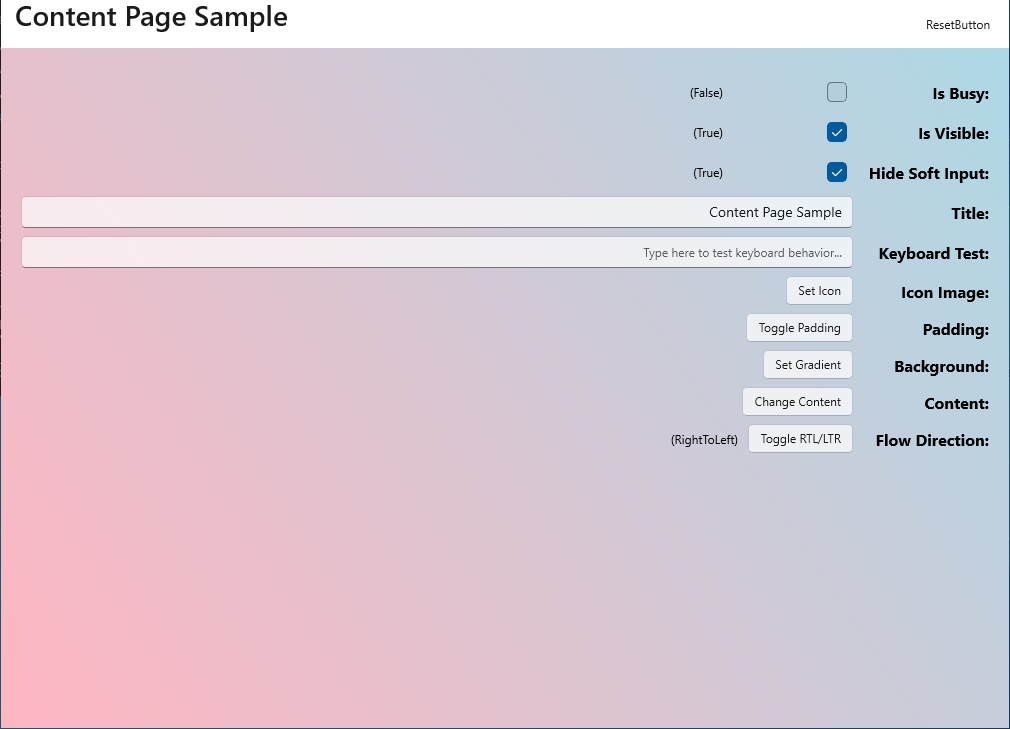 Content Page Sample
ResetButton
Is Busy: (False)
Is Visible: (True)
Hide Soft Input: (True)
Title: Content Page Sample
Keyboard Test: Type here to test keyboard behavior...
Icon Image: Set Icon
Padding: Toggle Padding
Background: Set Gradient
Content: Change Content
Flow Direction: Toggle RTL/LTR (RightToLeft)